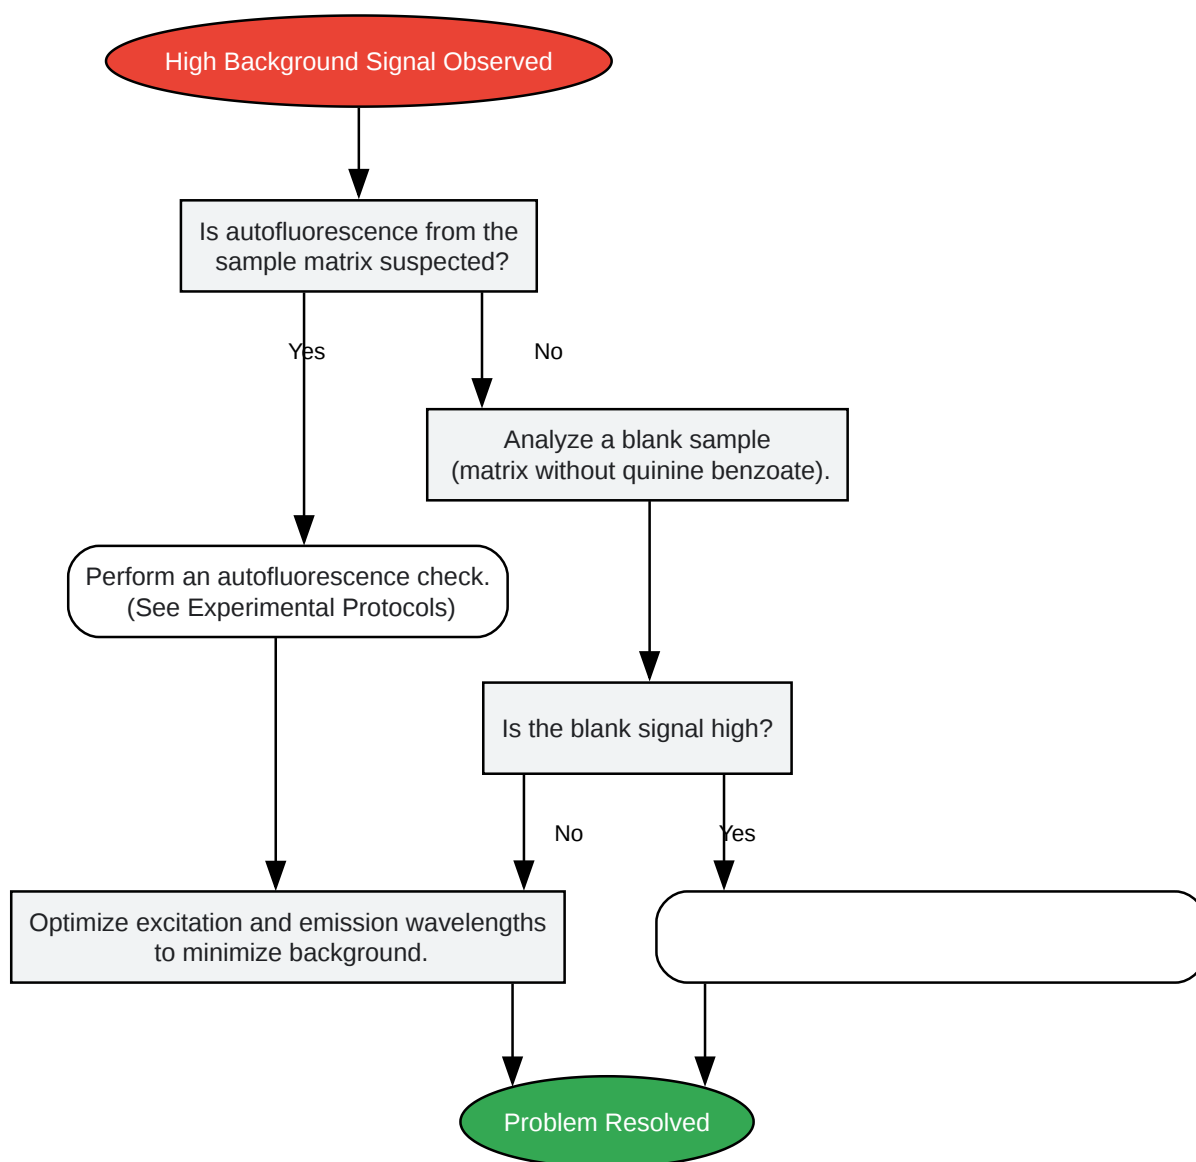 High Background Signal Observed
Is autofluorescence from the
sample matrix suspected?
Yes
No
Analyze a blank sample
(matrix without quinine benzoate).
Perform an autofluorescence check.
(See Experimental Protocols)
Is the blank signal high?
No
Yes
Optimize excitation and emission wavelengths
to minimize background.
Problem Resolved